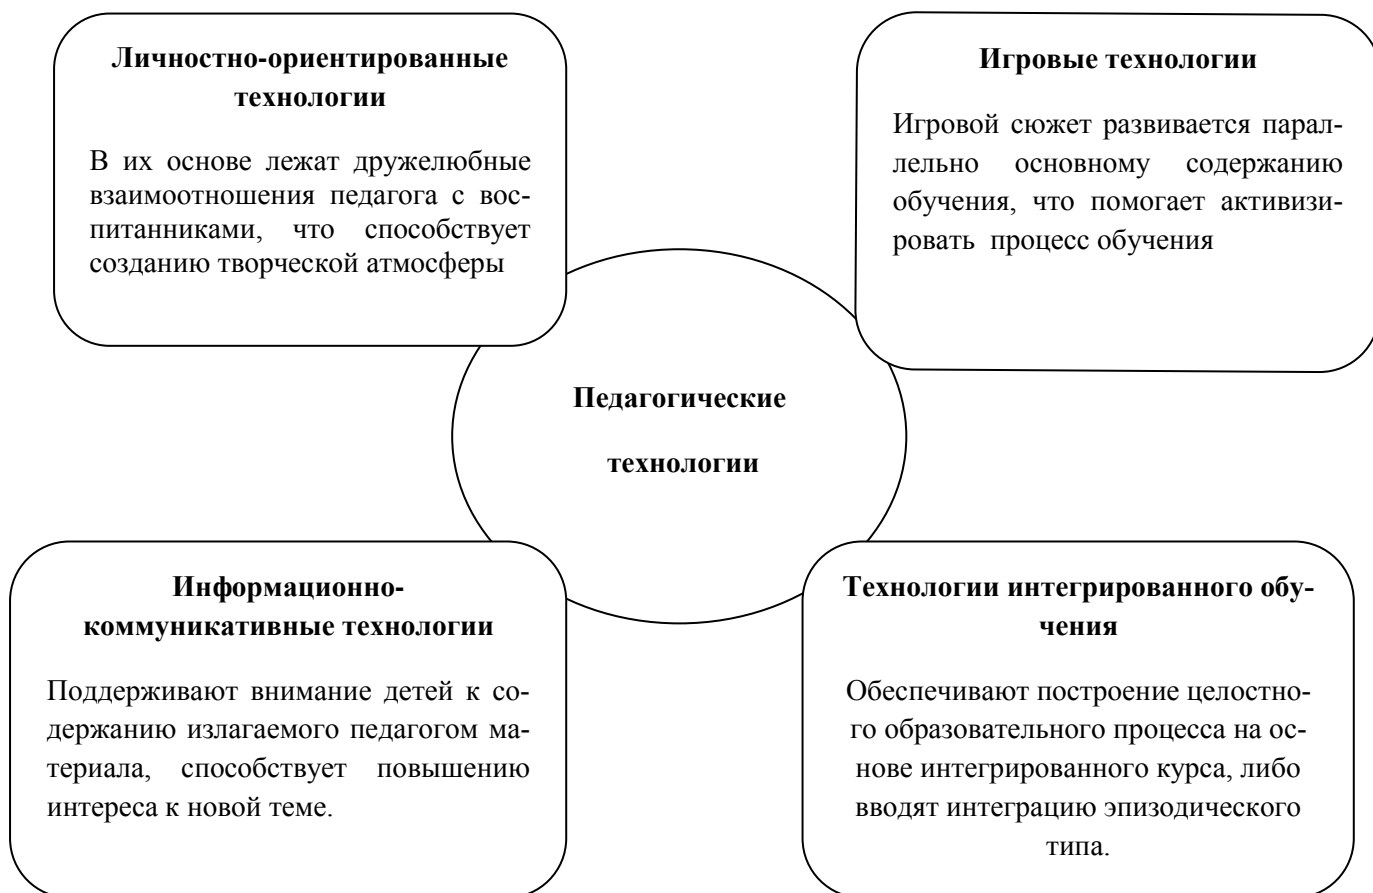 Личностно-ориентированные
технологии
В их основе лежат дружелюбные
взаимоотношения педагога с вос-
питанниками, что способствует
созданию творческой атмосферы
Игровые технологии
Игровой сюжет развивается парал-
лельно основному содержанию
обучения, что помогает активизи-
ровать процесс обучения
Педагогические
технологии
Информационно-
коммуникативные технологии
Поддерживают внимание детей к со-
держанию излагаемого педагогом ма-
териала, способствует повышению
интереса к новой теме.
Технологии интегрированного обу-
чения
Обеспечивают построение целостно-
го образовательного процесса на ос-
нове интегрированного курса, либо
вводят интеграцию эпизодического
типа.